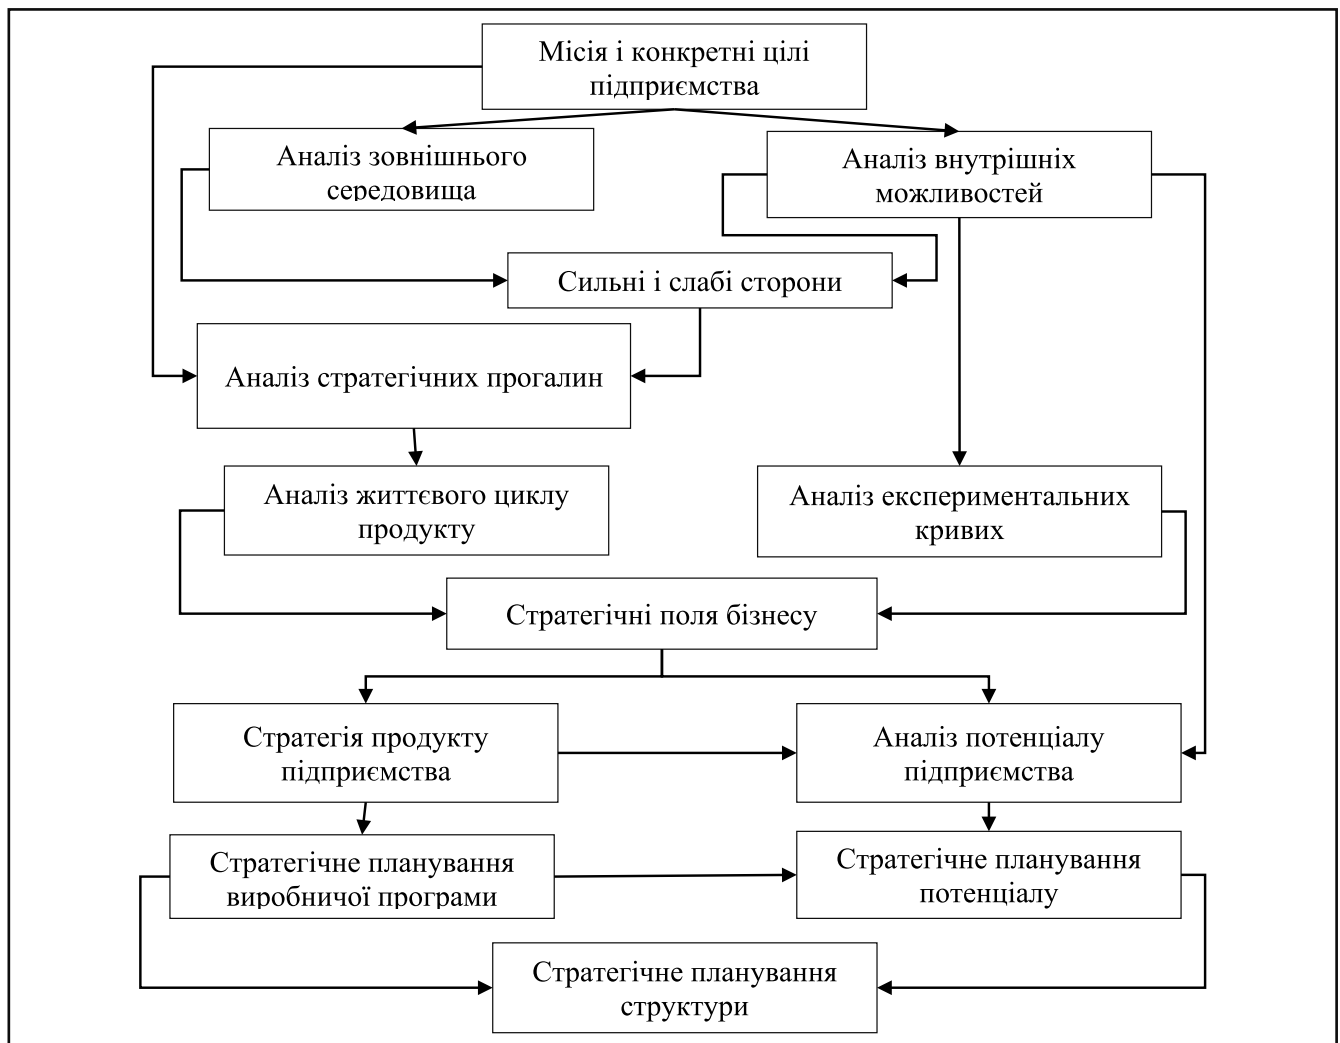 Місія і конкретні цілі
підприємства
Аналіз зовнішнього
середовища
Аналіз внутрішніх
можливостей
Сильні і слабі сторони
Аналіз стратегічних прогалин
Аналіз життєвого циклу
продукту
Аналіз експериментальних
кривих
Стратегічні поля бізнесу
Стратегія продукту
підприємства
Аналіз потенціалу
підприємства
Стратегічне планування
виробничої програми
Стратегічне планування
потенціалу
Стратегічне планування
структури